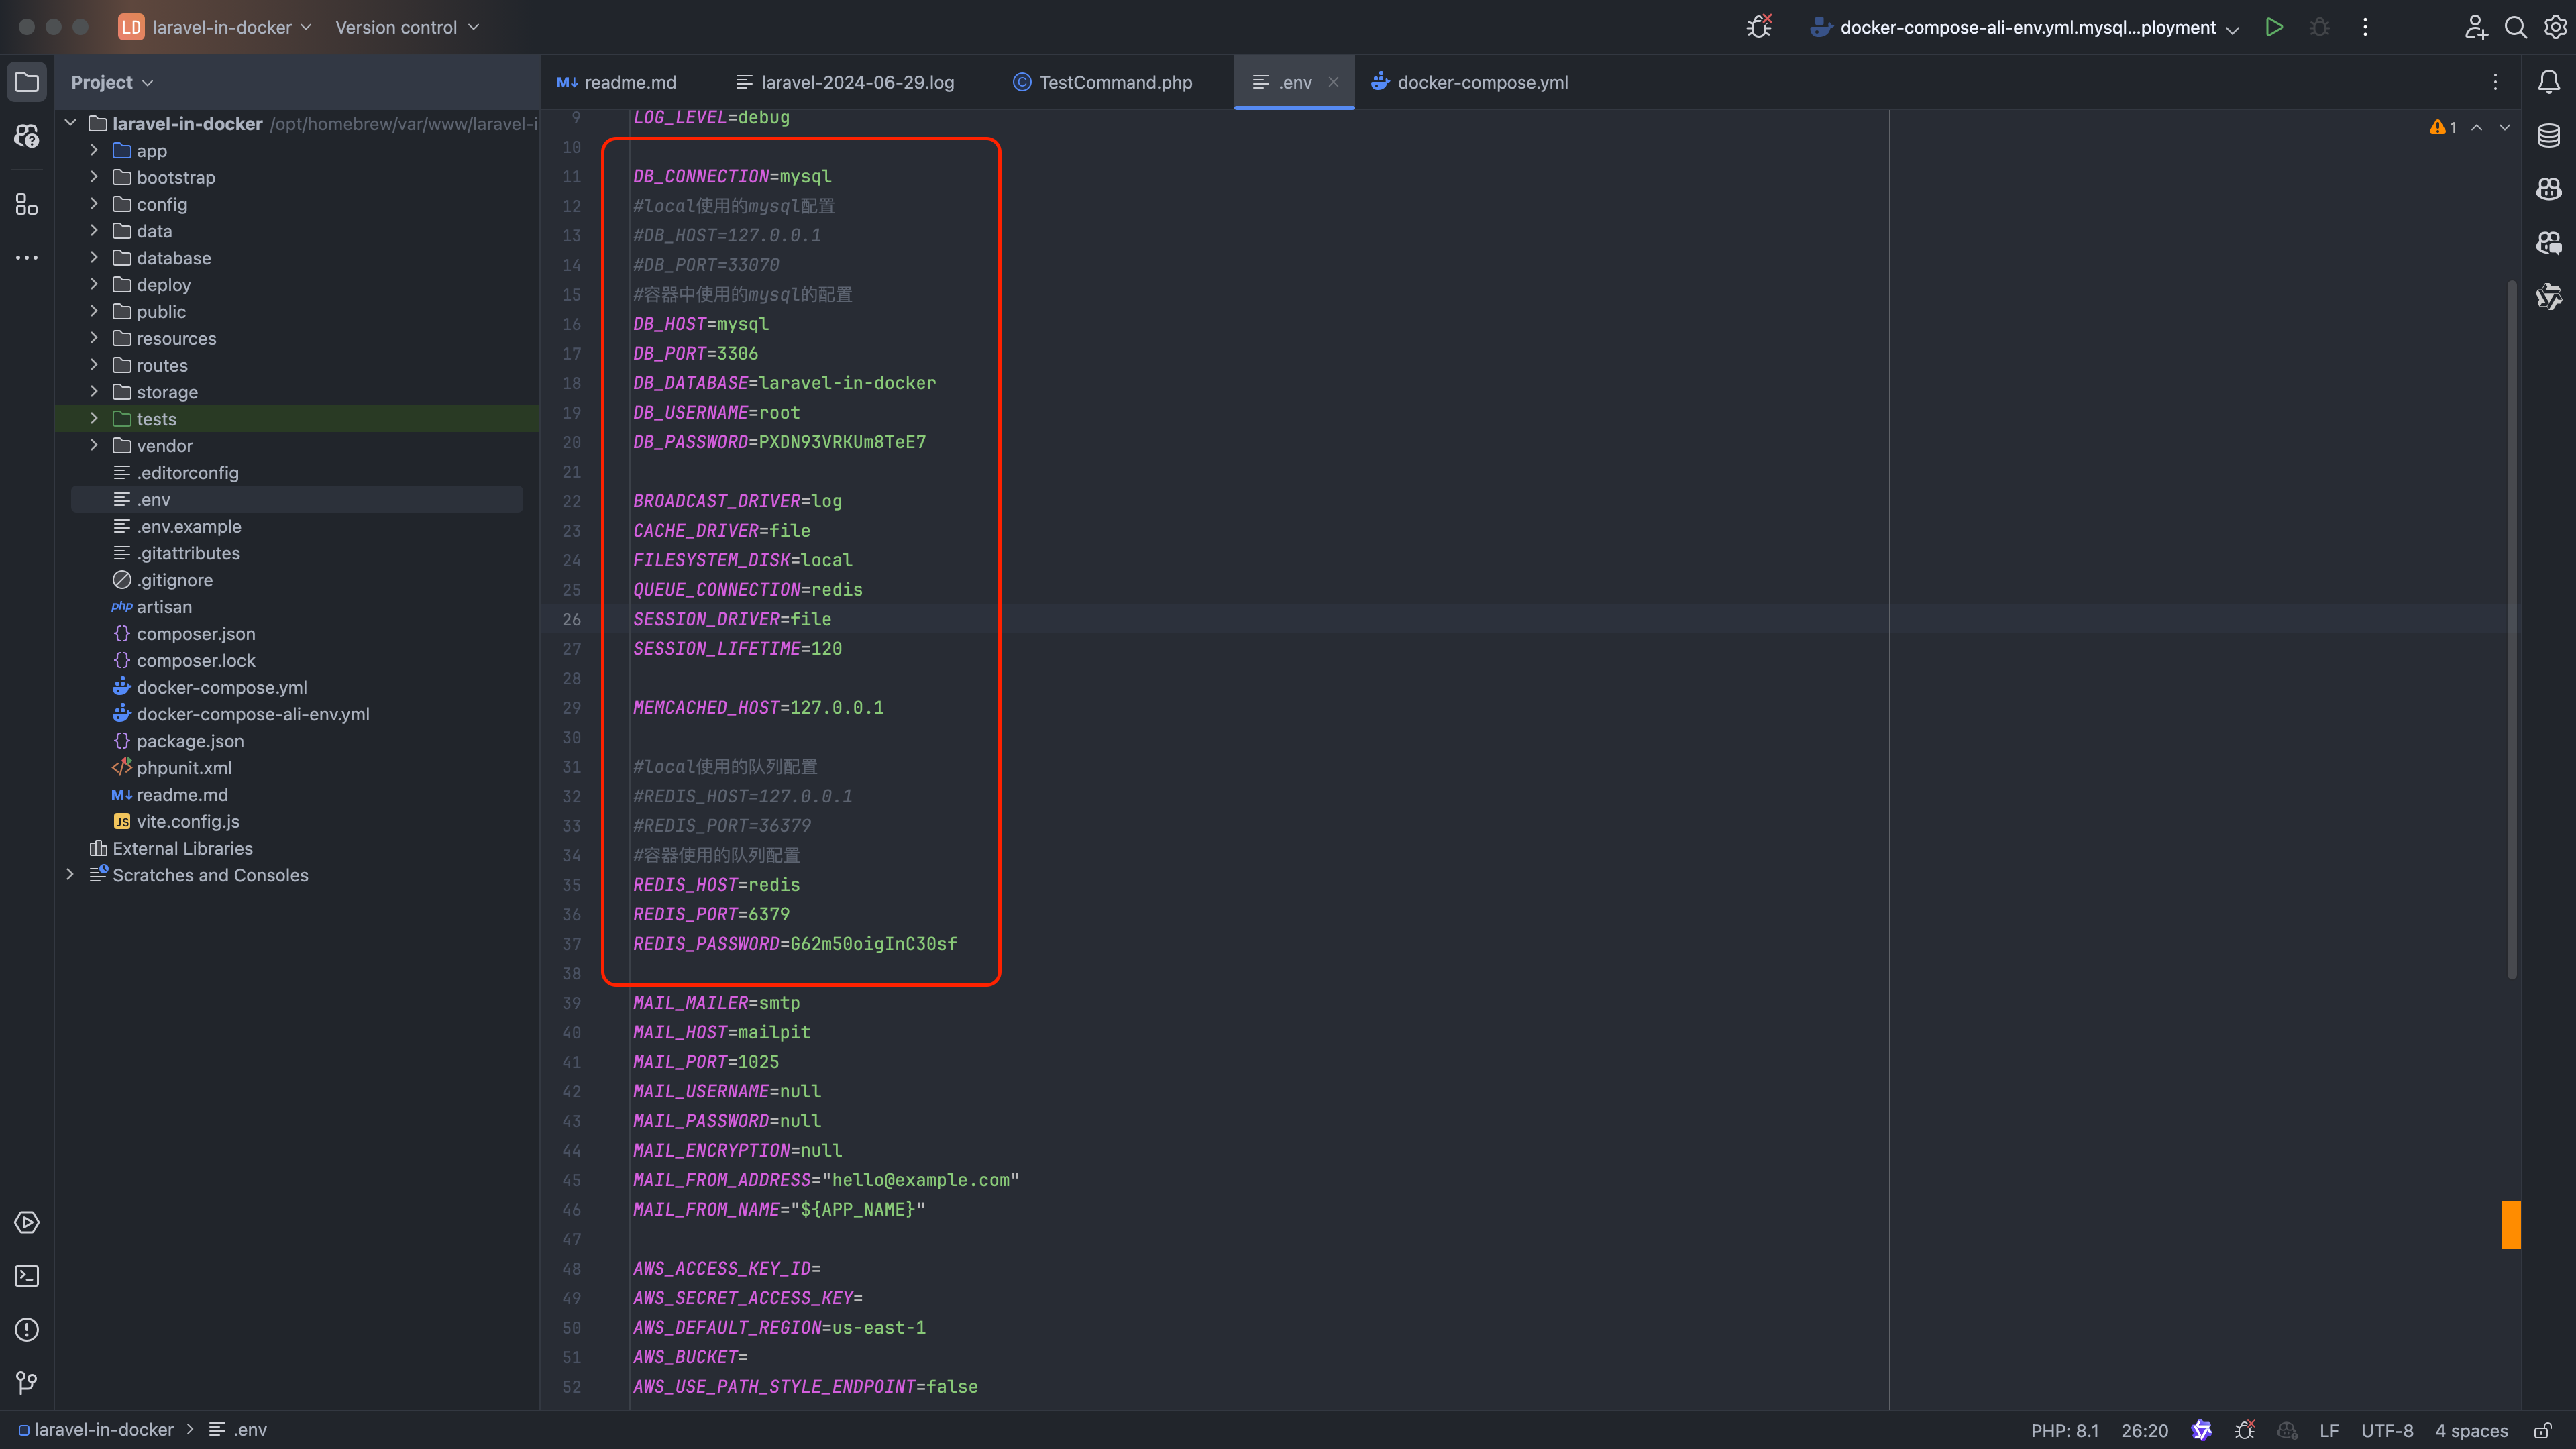 LD laravel-in-docker Version control docker-compose-ali-env.yml.mysql...ployment
Project
readme.md laravel-2024-06-29.log TestCommand.php .env docker-compose.yml
laravel-in-docker /opt/homebrew/var/www/laravel-i
app
bootstrap
config
data
database
deploy
public
resources
routes
storage
tests
vendor
.editorconfig
.env
.env.example
.gitattributes
.gitignore
php artisan
composer.json
composer.lock
docker-compose.yml
docker-compose-ali-env.yml
package.json
phpunit.xml
M↓ readme.md
JS vite.config.js
External Libraries
Scratches and Consoles
1
9 LOG_LEVEL=debug
10
11 DB_CONNECTION=mysql
12 #local使用的mysql配置
13 #DB_HOST=127.0.0.1
14 #DB_PORT=33070
15 #容器中使用的mysql的配置
16 DB_HOST=mysql
17 DB_PORT=3306
18 DB_DATABASE=laravel-in-docker
19 DB_USERNAME=root
20 DB_PASSWORD=PXDN93VRKUm8TeE7
21
22 BROADCAST_DRIVER=log
23 CACHE_DRIVER=file
24 FILESYSTEM_DISK=local
25 QUEUE_CONNECTION=redis
26 SESSION_DRIVER=file
27 SESSION_LIFETIME=120
28
29 MEMCACHED_HOST=127.0.0.1
30
31 #local使用的队列配置
32 #REDIS_HOST=127.0.0.1
33 #REDIS_PORT=36379
34 #容器使用的队列配置
35 REDIS_HOST=redis
36 REDIS_PORT=6379
37 REDIS_PASSWORD=G62m50oigInC30sf
38
39 MAIL_MAILER=smtp
40 MAIL_HOST=mailpit
41 MAIL_PORT=1025
42 MAIL_USERNAME=null
43 MAIL_PASSWORD=null
44 MAIL_ENCRYPTION=null
45 MAIL_FROM_ADDRESS="hello@example.com"
46 MAIL_FROM_NAME="${APP_NAME}"
47
48 AWS_ACCESS_KEY_ID=
49 AWS_SECRET_ACCESS_KEY=
50 AWS_DEFAULT_REGION=us-east-1
51 AWS_BUCKET=
52 AWS_USE_PATH_STYLE_ENDPOINT=false
laravel-in-docker > .env PHP: 8.1 26:20 LF UTF-8 4 spaces